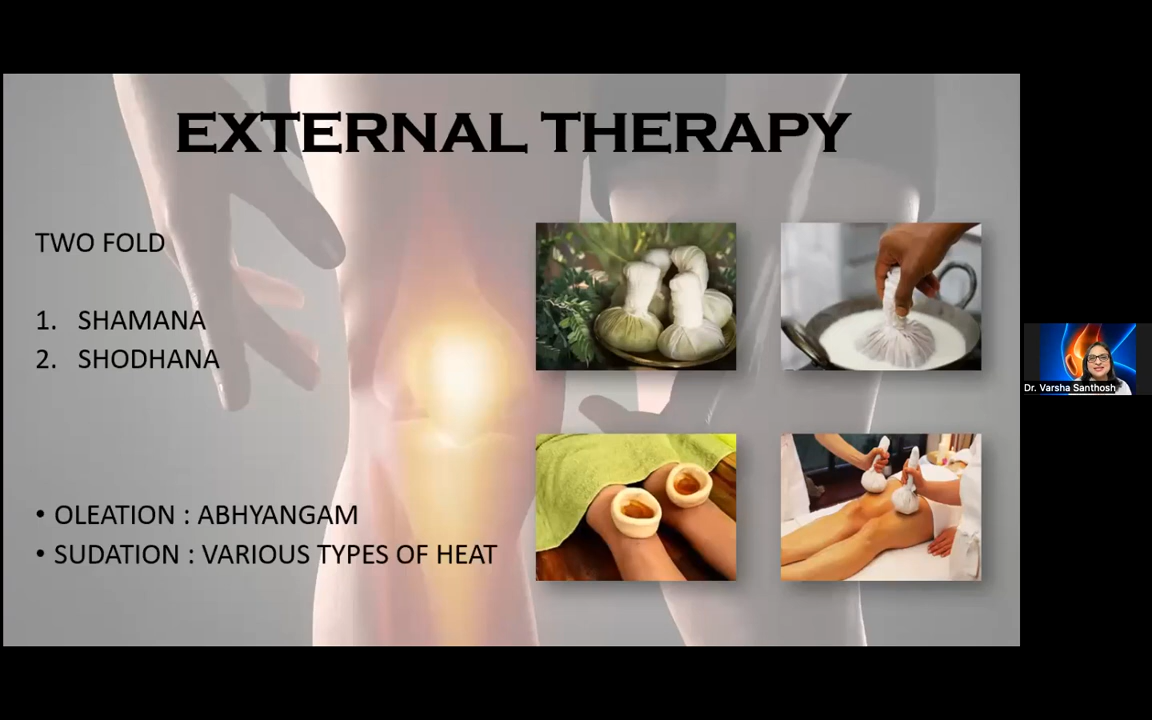 EXTERNAL THERAPY
TWO FOLD
1. SHAMANA
2. SHODHANA
• OLEATION : ABHYANGAM
• SUDATION : VARIOUS TYPES OF HEAT
Dr. Varsha Santhosh